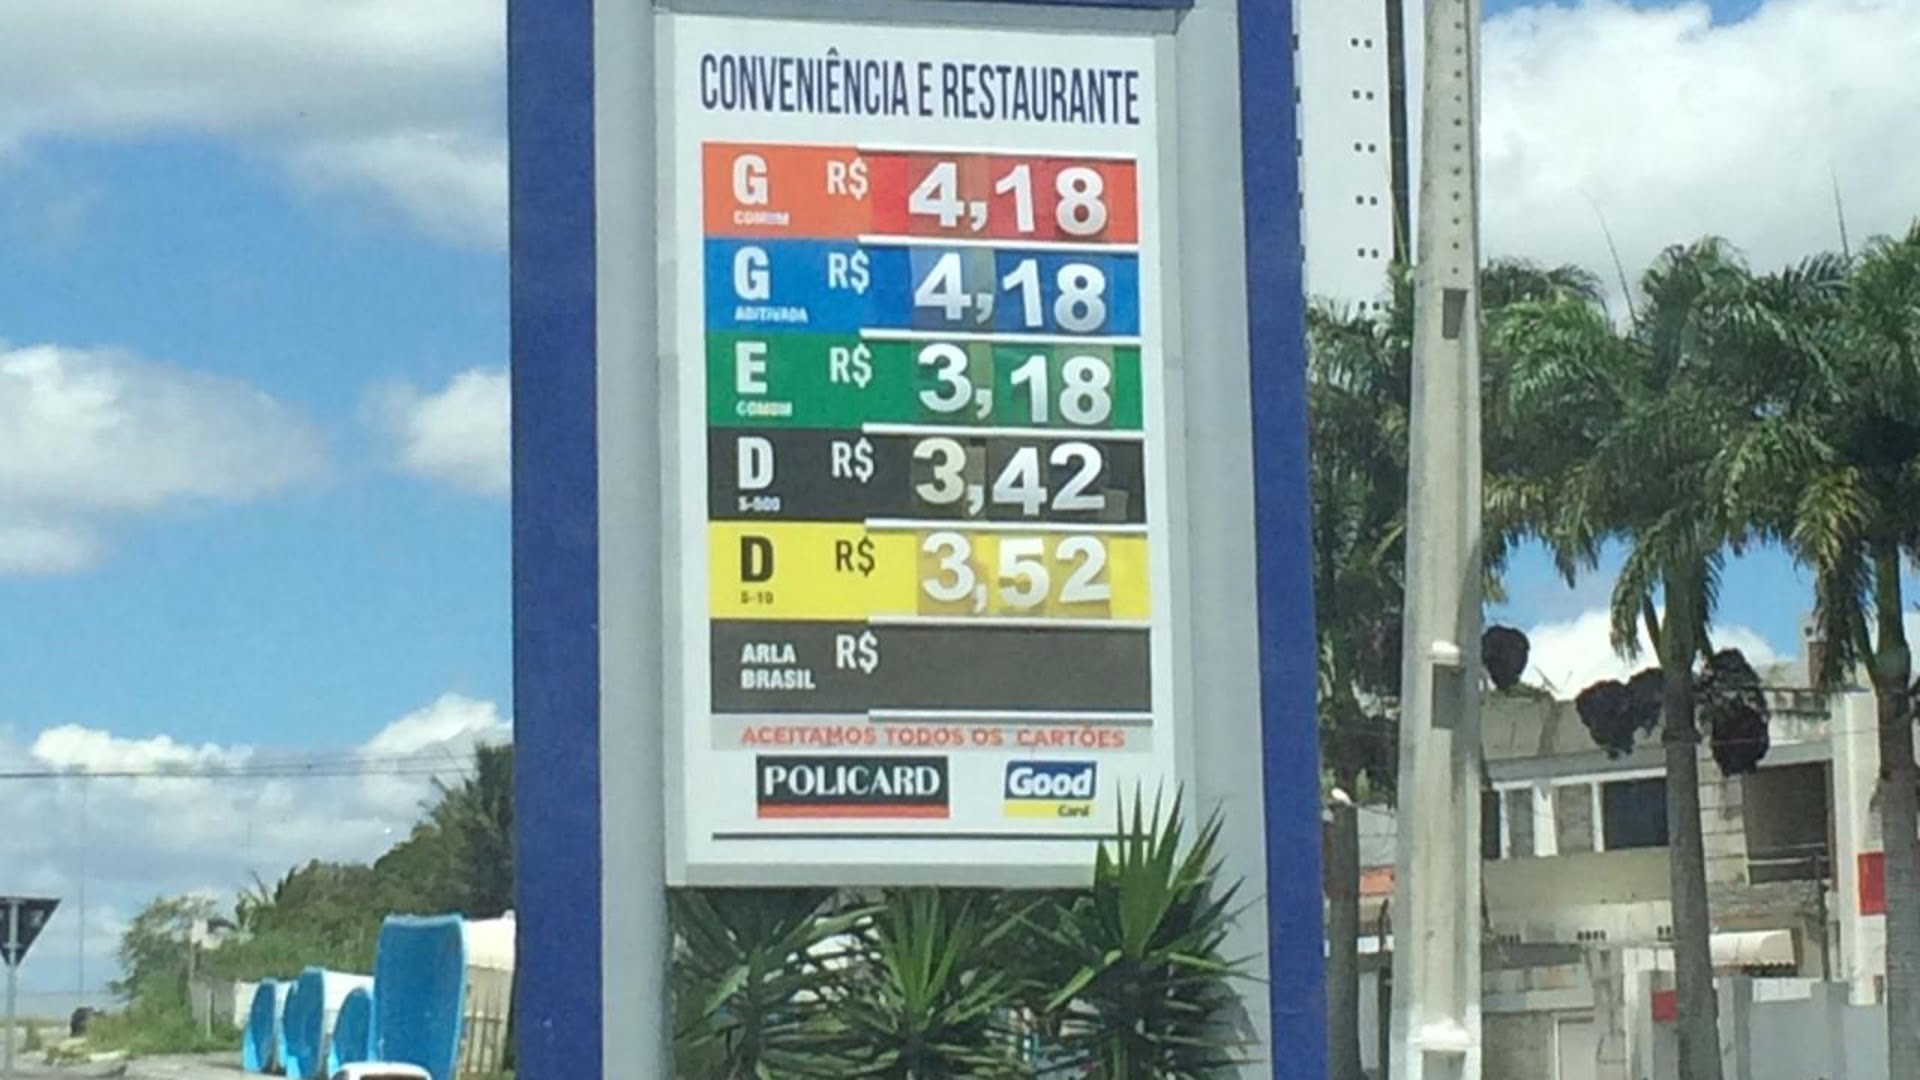 CONVENIÊNCIA E RESTAURANTE
G R$ 4,18
COMUM
G R$ 4,18
ADITIVADA
E R$ 3,18
COMUM
D R$ 3,42
S-500
D R$ 3,52
S-10
ARLA R$
BRASIL
ACEITAMOS TODOS OS CARTÕES
POLICARD Good
Card